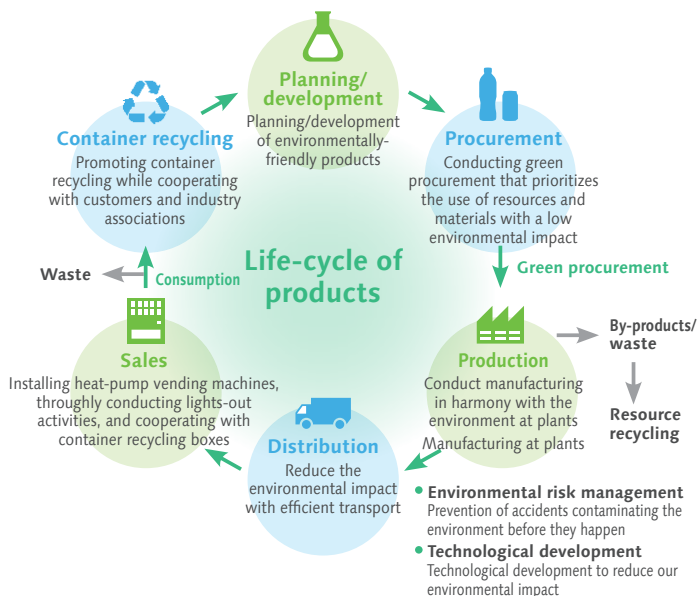 Planning/
development
Planning/development
of environmentally-
friendly products
Procurement
Conducting green
procurement that prioritizes
the use of resources and
materials with a low
environmental impact
Green procurement
Production
Conduct manufacturing
in harmony with the
environment at plants
Manufacturing at plants
By-products/
waste
Resource
recycling
• Environmental risk management
Prevention of accidents contaminating the
environment before they happen
• Technological development
Technological development to reduce our
environmental impact
Distribution
Reduce the
environmental impact
with efficient transport
Sales
Installing heat-pump vending machines,
throughly conducting lights-out
activities, and cooperating with
container recycling boxes
Consumption
Waste
Container recycling
Promoting container
recycling while cooperating
with customers and industry
associations
Life-cycle of
products